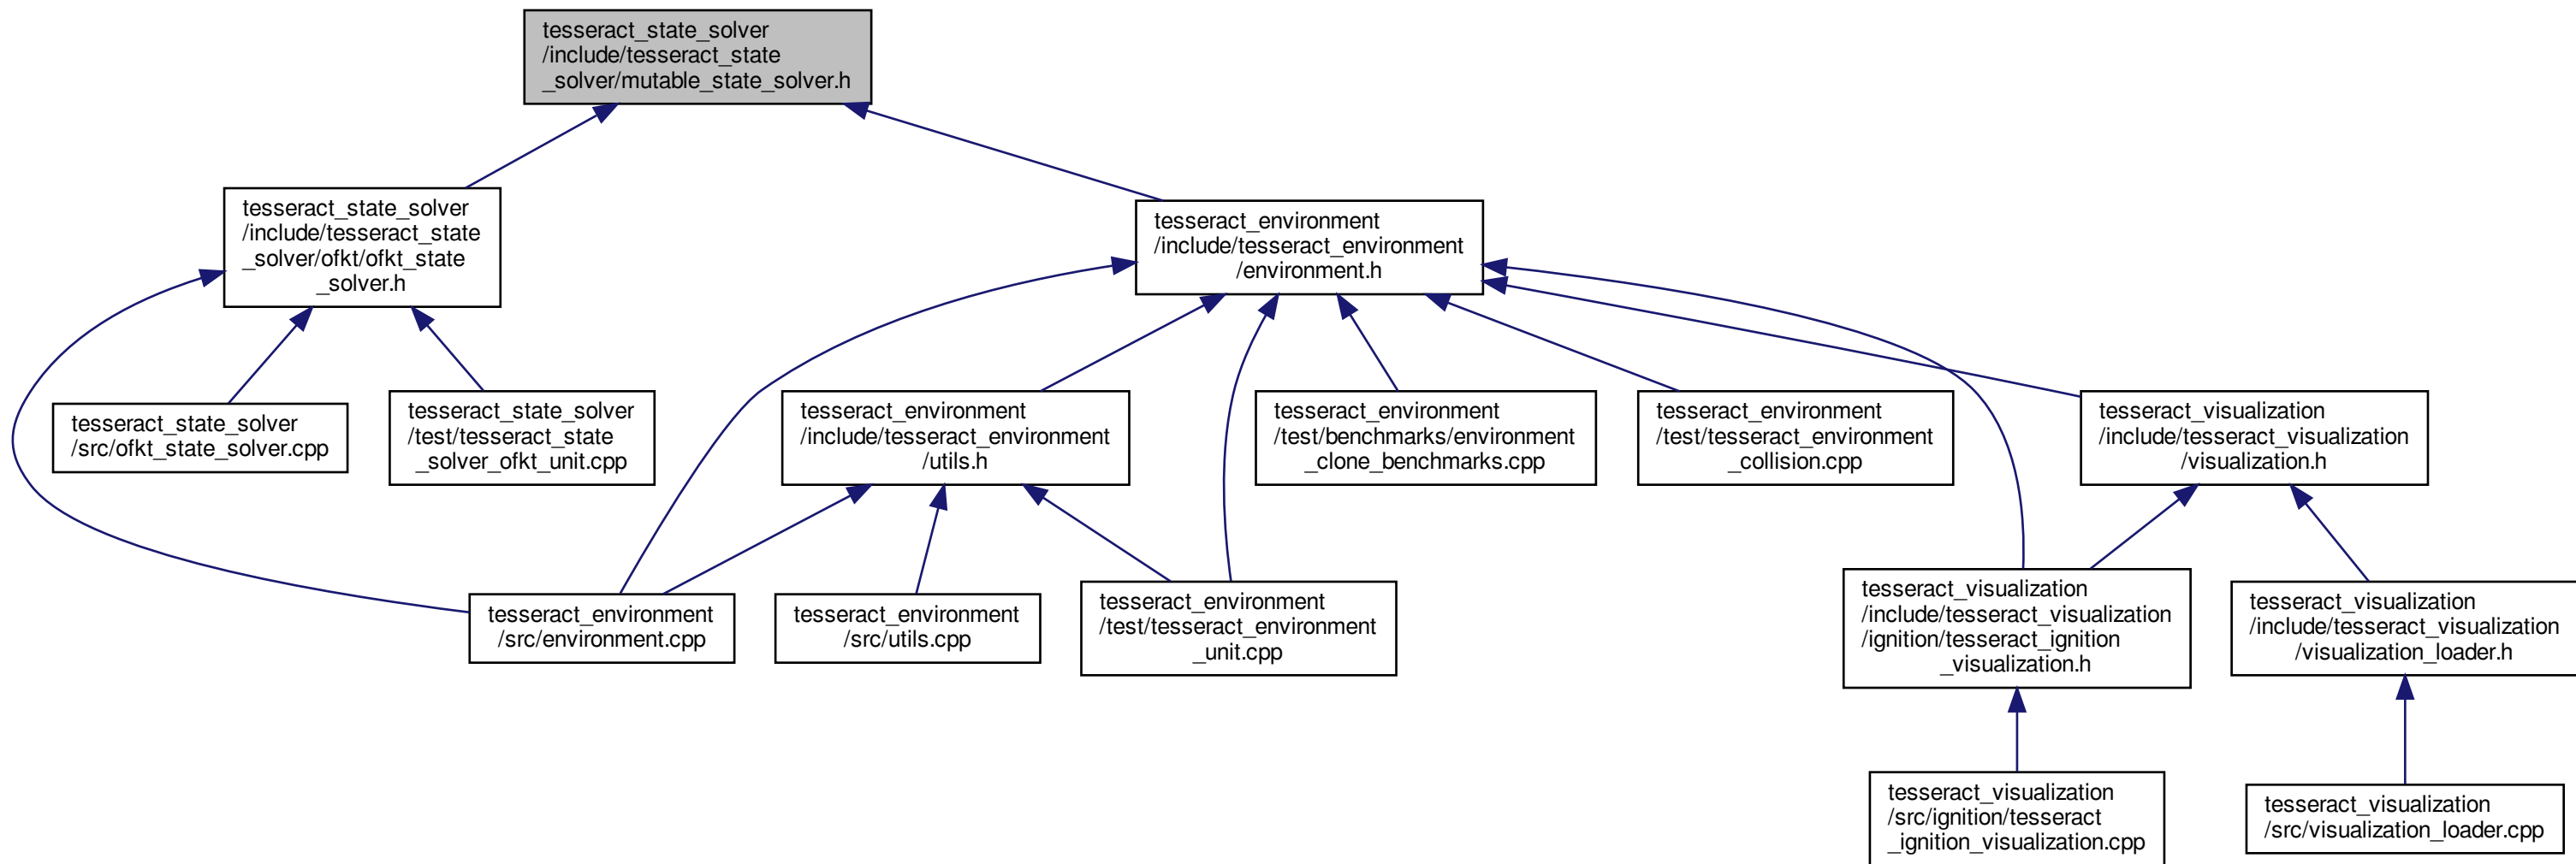 tesseract_state_solver
/include/tesseract_state
_solver/mutable_state_solver.h
tesseract_state_solver
/include/tesseract_state
_solver/ofkt/ofkt_state
_solver.h
tesseract_environment
/include/tesseract_environment
/environment.h
tesseract_state_solver
/src/ofkt_state_solver.cpp
tesseract_state_solver
/test/tesseract_state
_solver_ofkt_unit.cpp
tesseract_environment
/include/tesseract_environment
/utils.h
tesseract_environment
/test/benchmarks/environment
_clone_benchmarks.cpp
tesseract_environment
/test/tesseract_environment
_collision.cpp
tesseract_visualization
/include/tesseract_visualization
/visualization.h
tesseract_environment
/src/environment.cpp
tesseract_environment
/src/utils.cpp
tesseract_environment
/test/tesseract_environment
_unit.cpp
tesseract_visualization
/include/tesseract_visualization
/ignition/tesseract_ignition
_visualization.h
tesseract_visualization
/include/tesseract_visualization
/visualization_loader.h
tesseract_visualization
/src/ignition/tesseract
_ignition_visualization.cpp
tesseract_visualization
/src/visualization_loader.cpp